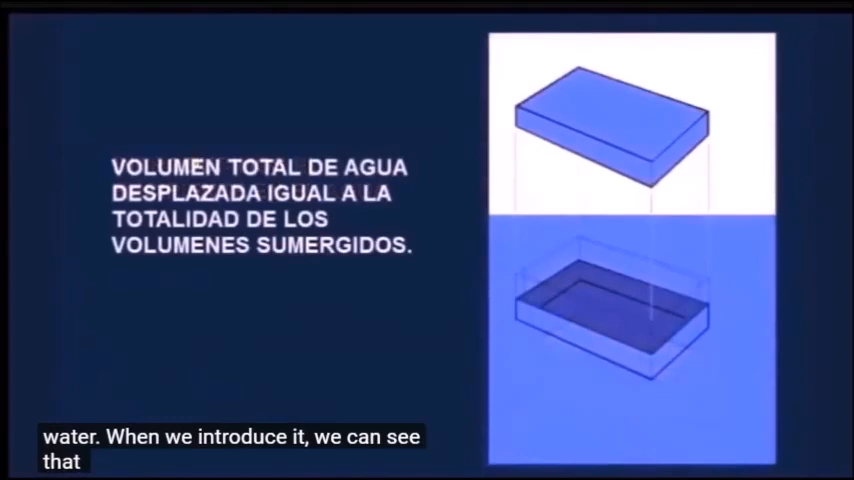 VOLUMEN TOTAL DE AGUA
DESPLAZADA IGUAL A LA
TOTALIDAD DE LOS
VOLUMENES SUMERGIDOS.
water. When we introduce it, we can see
that